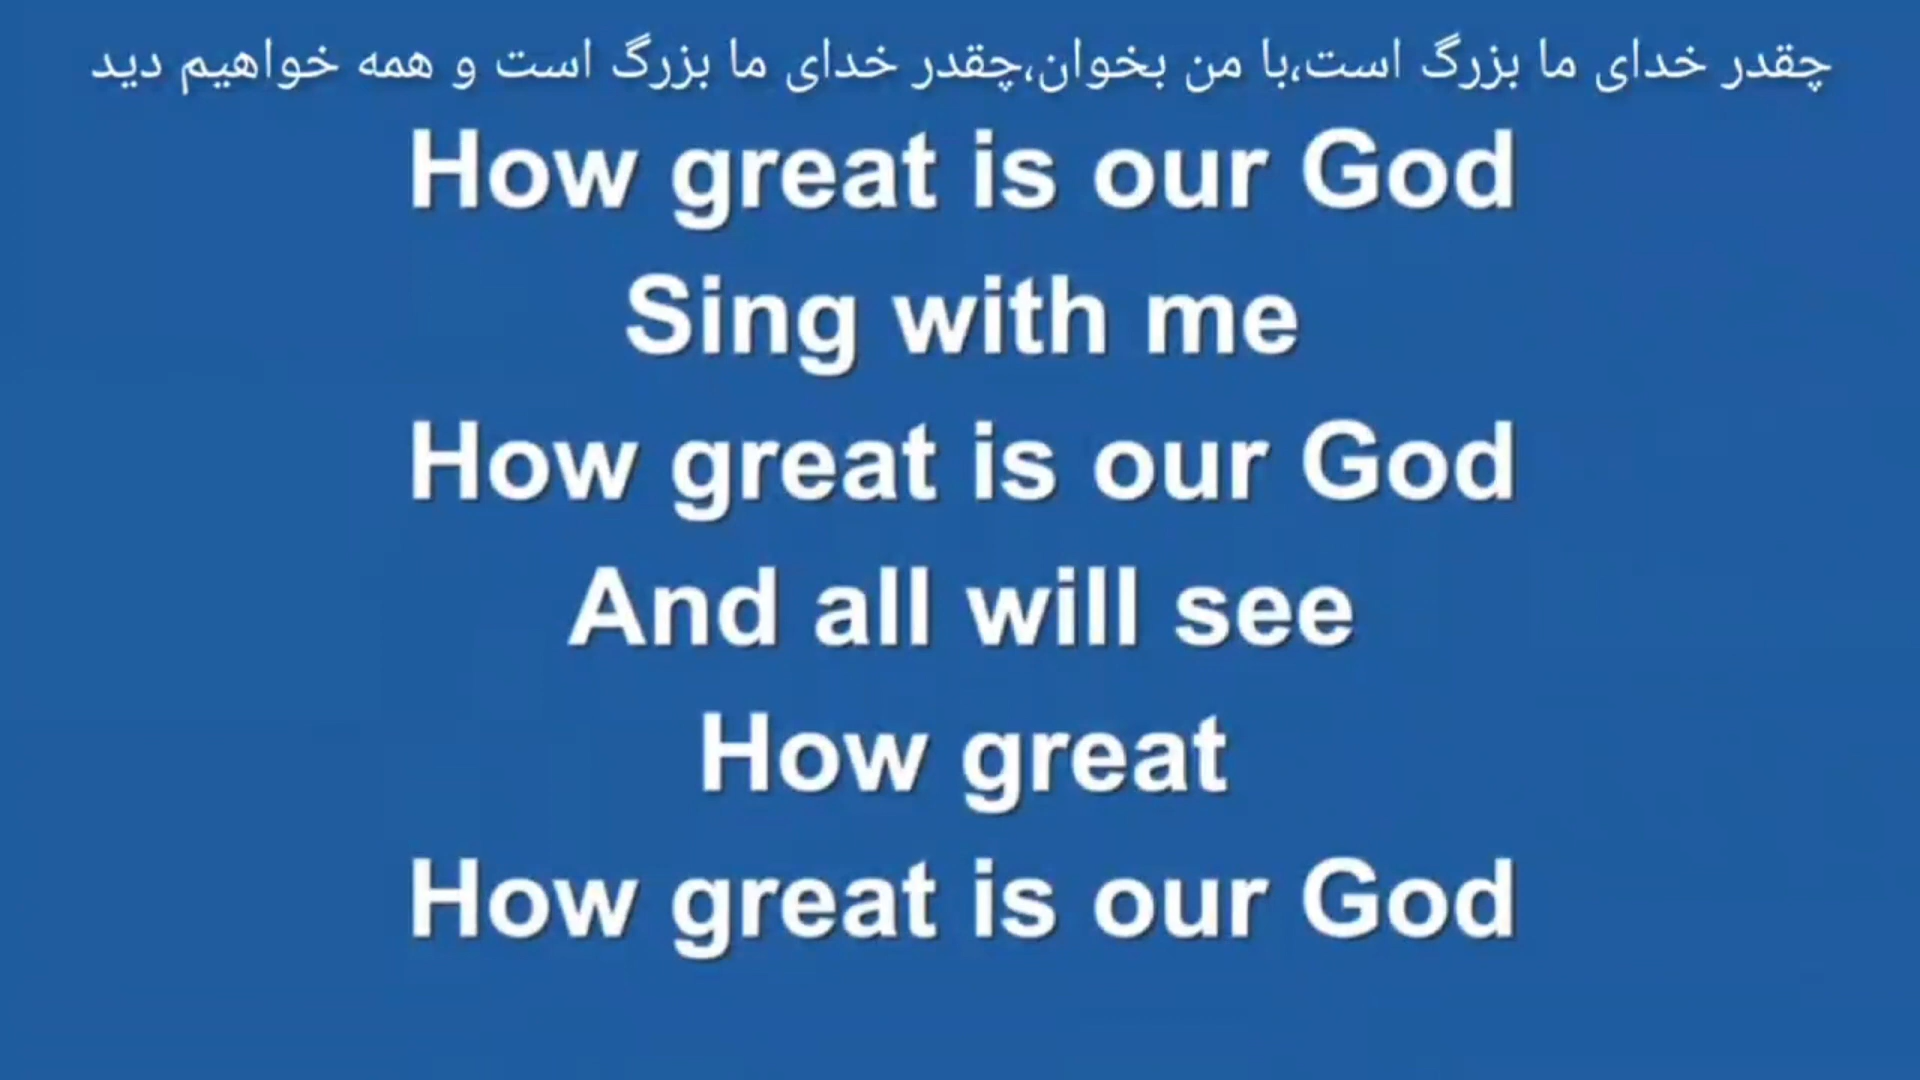 چقدر خدای ما بزرگ است،با من بخوان،چقدر خدای ما بزرگ است و همه خواهیم دید
How great is our God
Sing with me
How great is our God
And all will see
How great
How great is our God